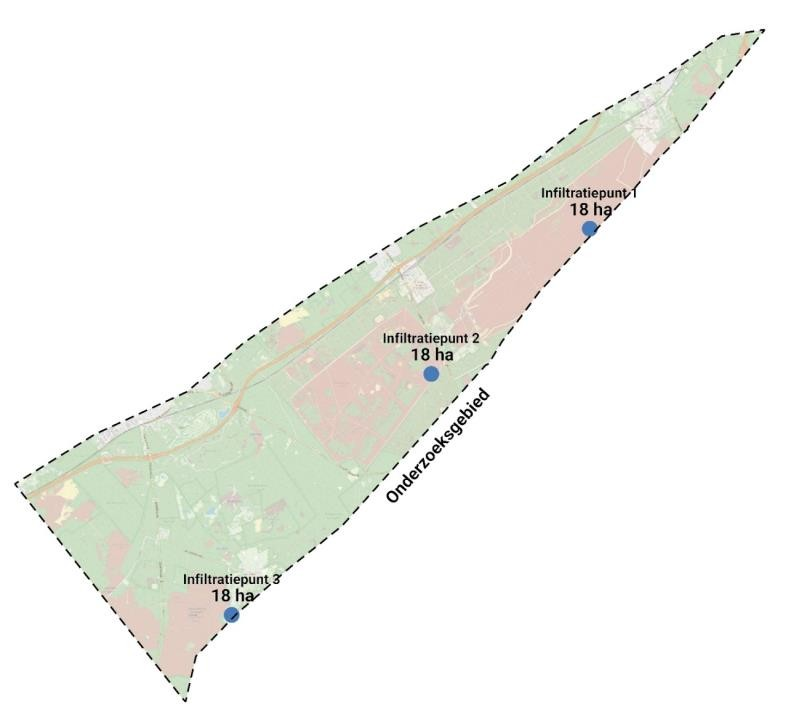 Infiltratiepunt 1
18 ha
Infiltratiepunt 2
18 ha
Onderzoeksgebied
Infiltratiepunt 3
18 ha